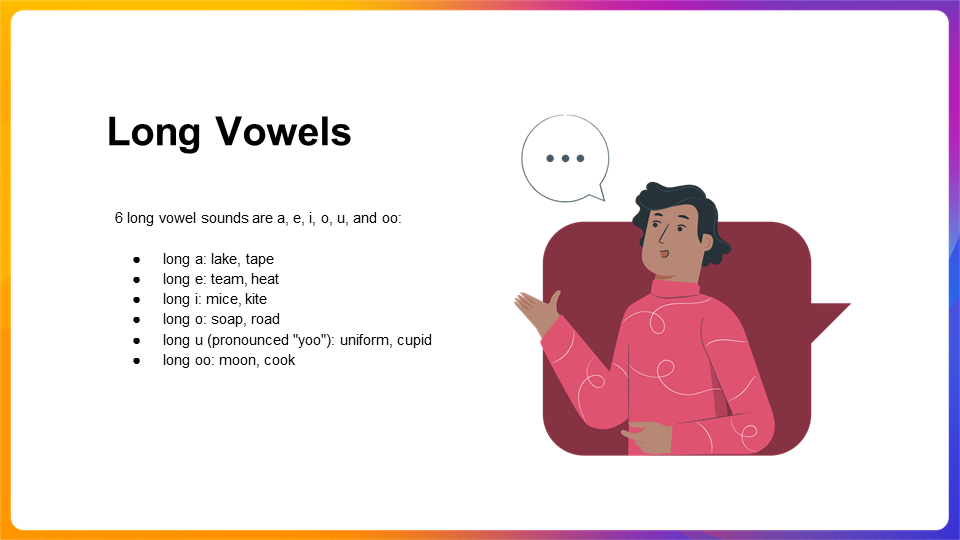 Long Vowels
6 long vowel sounds are a, e, i, o, u, and oo:
● long a: lake, tape
● long e: team, heat
● long i: mice, kite
● long o: soap, road
● long u (pronounced "yoo"): uniform, cupid
● long oo: moon, cook